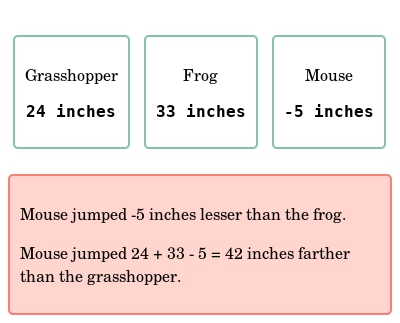 Grasshopper
24 inches
Frog
33 inches
Mouse
-5 inches
Mouse jumped -5 inches lesser than the frog.
Mouse jumped 24 + 33 - 5 = 42 inches farther
than the grasshopper.